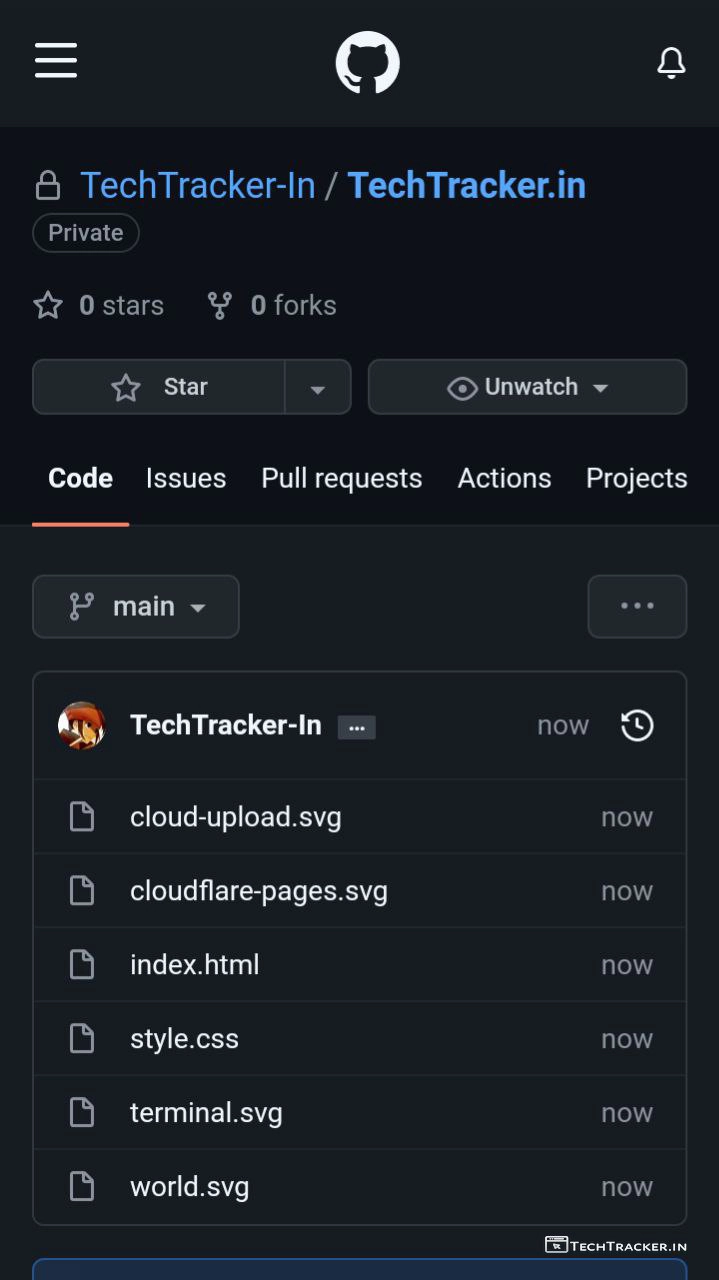 TechTracker-In / TechTracker.in
Private
0 stars 0 forks
Star Unwatch
Code Issues Pull requests Actions Projects
main ...
TechTracker-In ... now
cloud-upload.svg now
cloudflare-pages.svg now
index.html now
style.css now
terminal.svg now
world.svg now
TECHTRACKER.IN